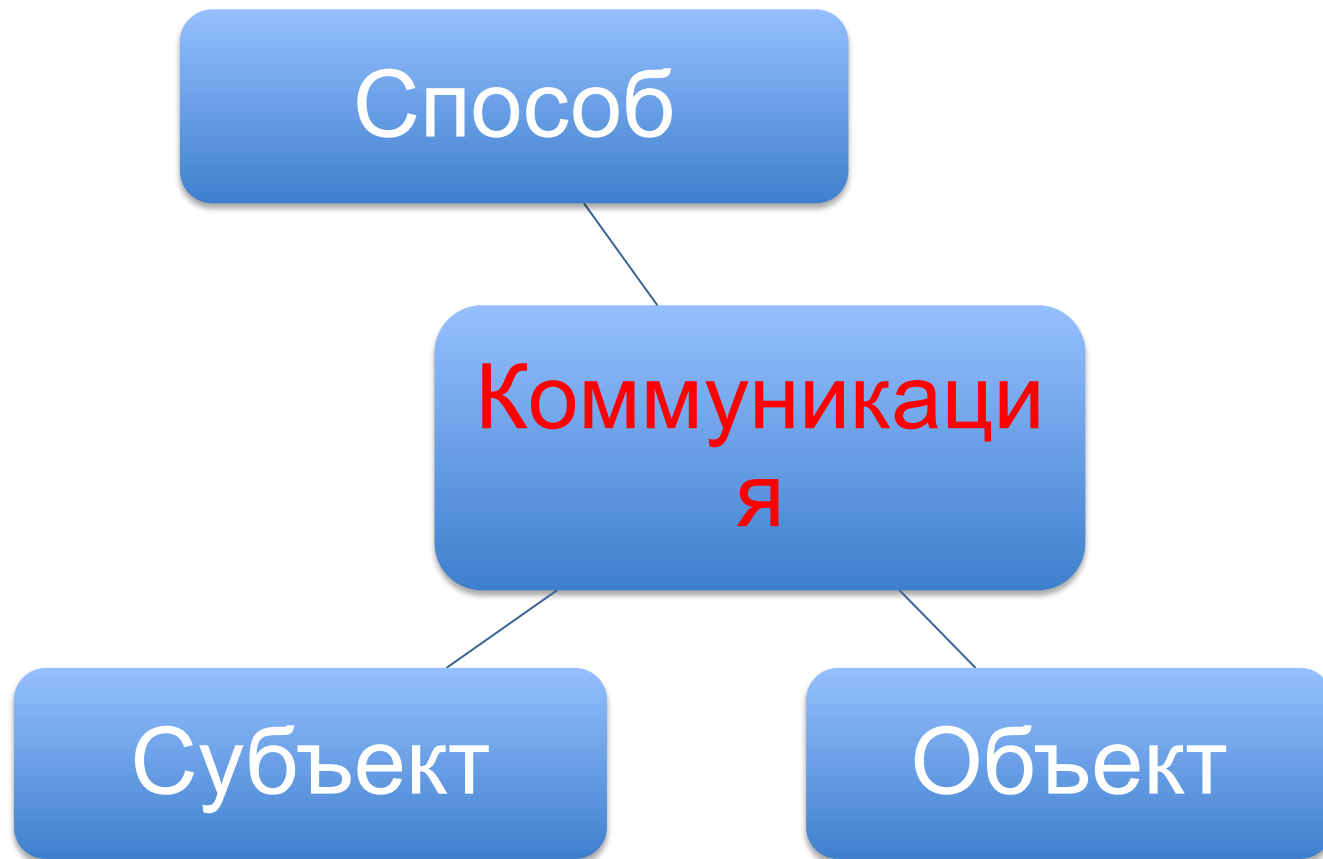 Способ
Коммуникаци
я
Субъект
Объект